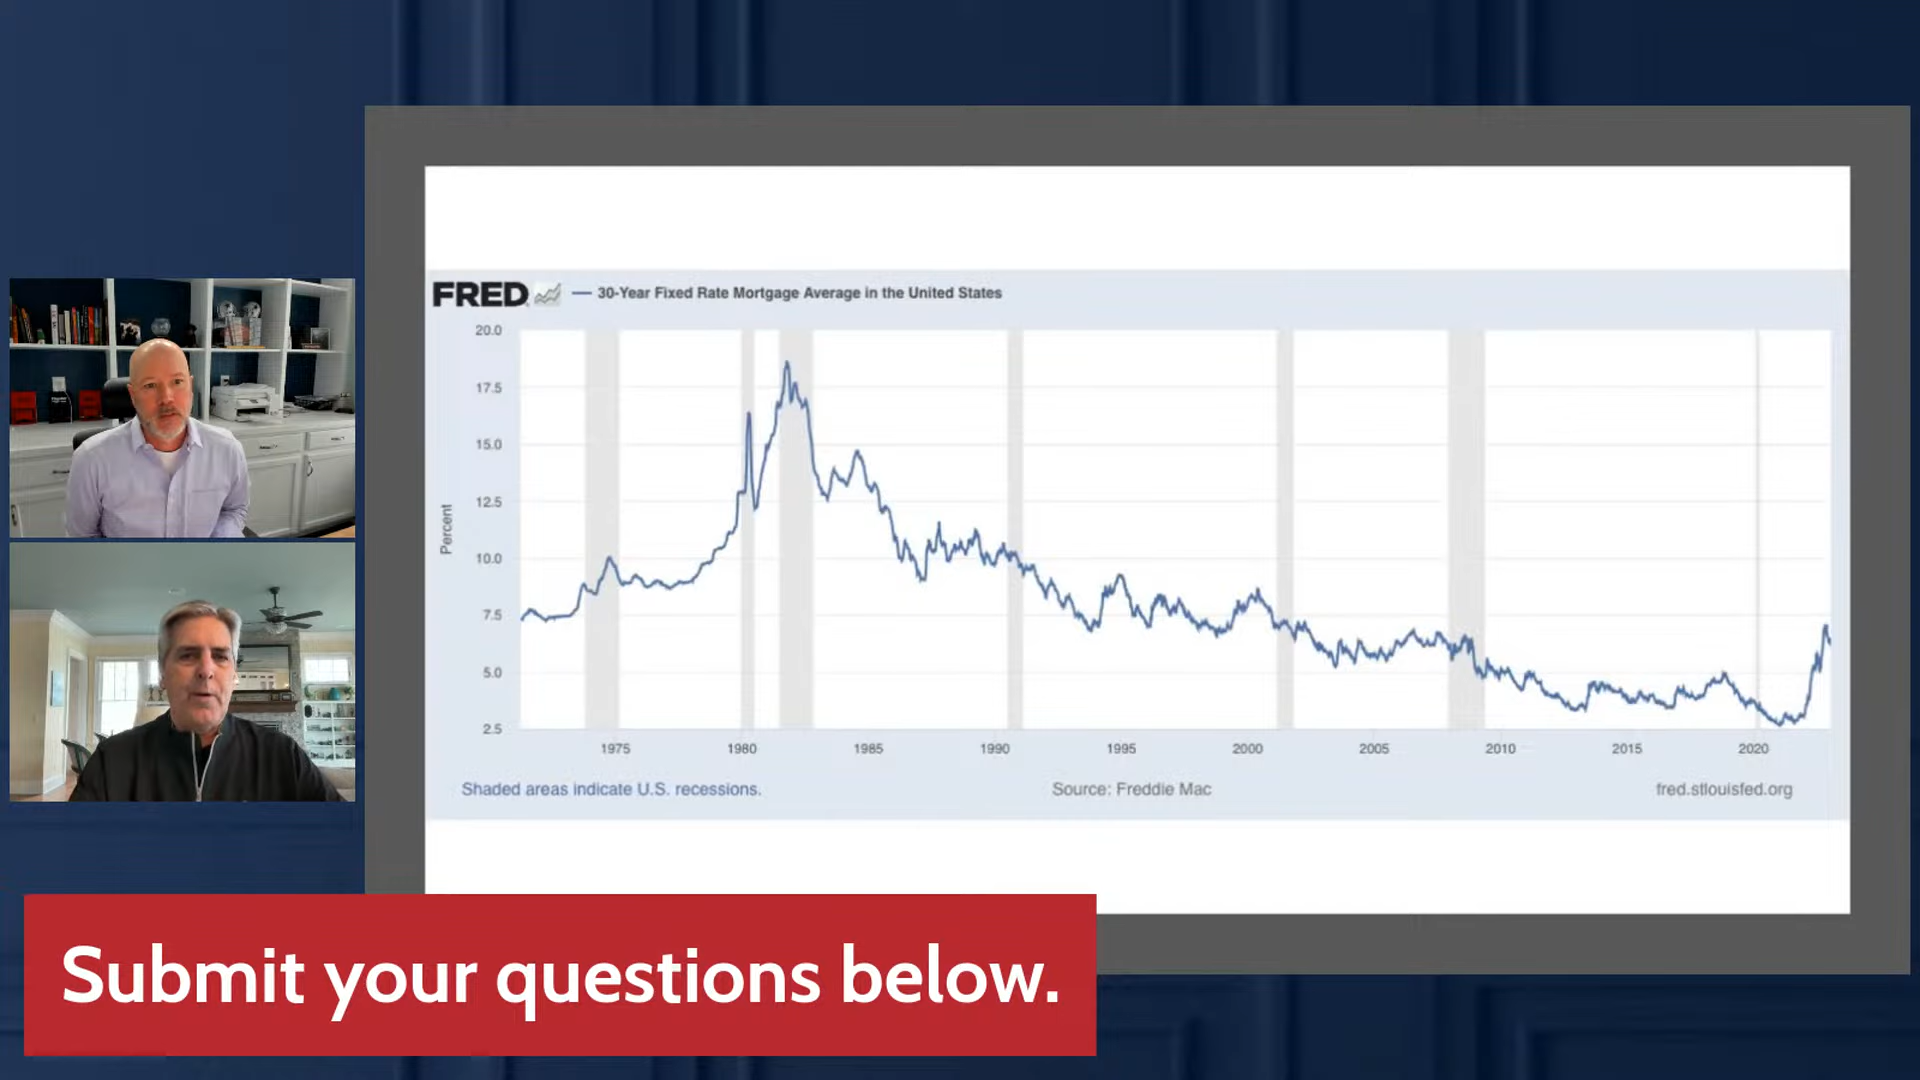 FRED
30-Year Fixed Rate Mortgage Average in the United States
Percent
20.0
17.5
15.0
12.5
10.0
7.5
5.0
2.5
1975 1980 1985 1990 1995 2000 2005 2010 2015 2020
Shaded areas indicate U.S. recessions. Source: Freddie Mac fred.stlouisfed.org
Submit your questions below.